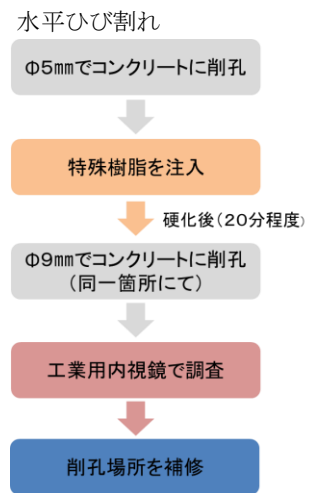 水平ひび割れ
Φ5㎜でコンクリートに削孔
特殊樹脂を注入
硬化後（20分程度）
Φ9㎜でコンクリートに削孔
（同一箇所にて）
工業用内視鏡で調査
削孔場所を補修